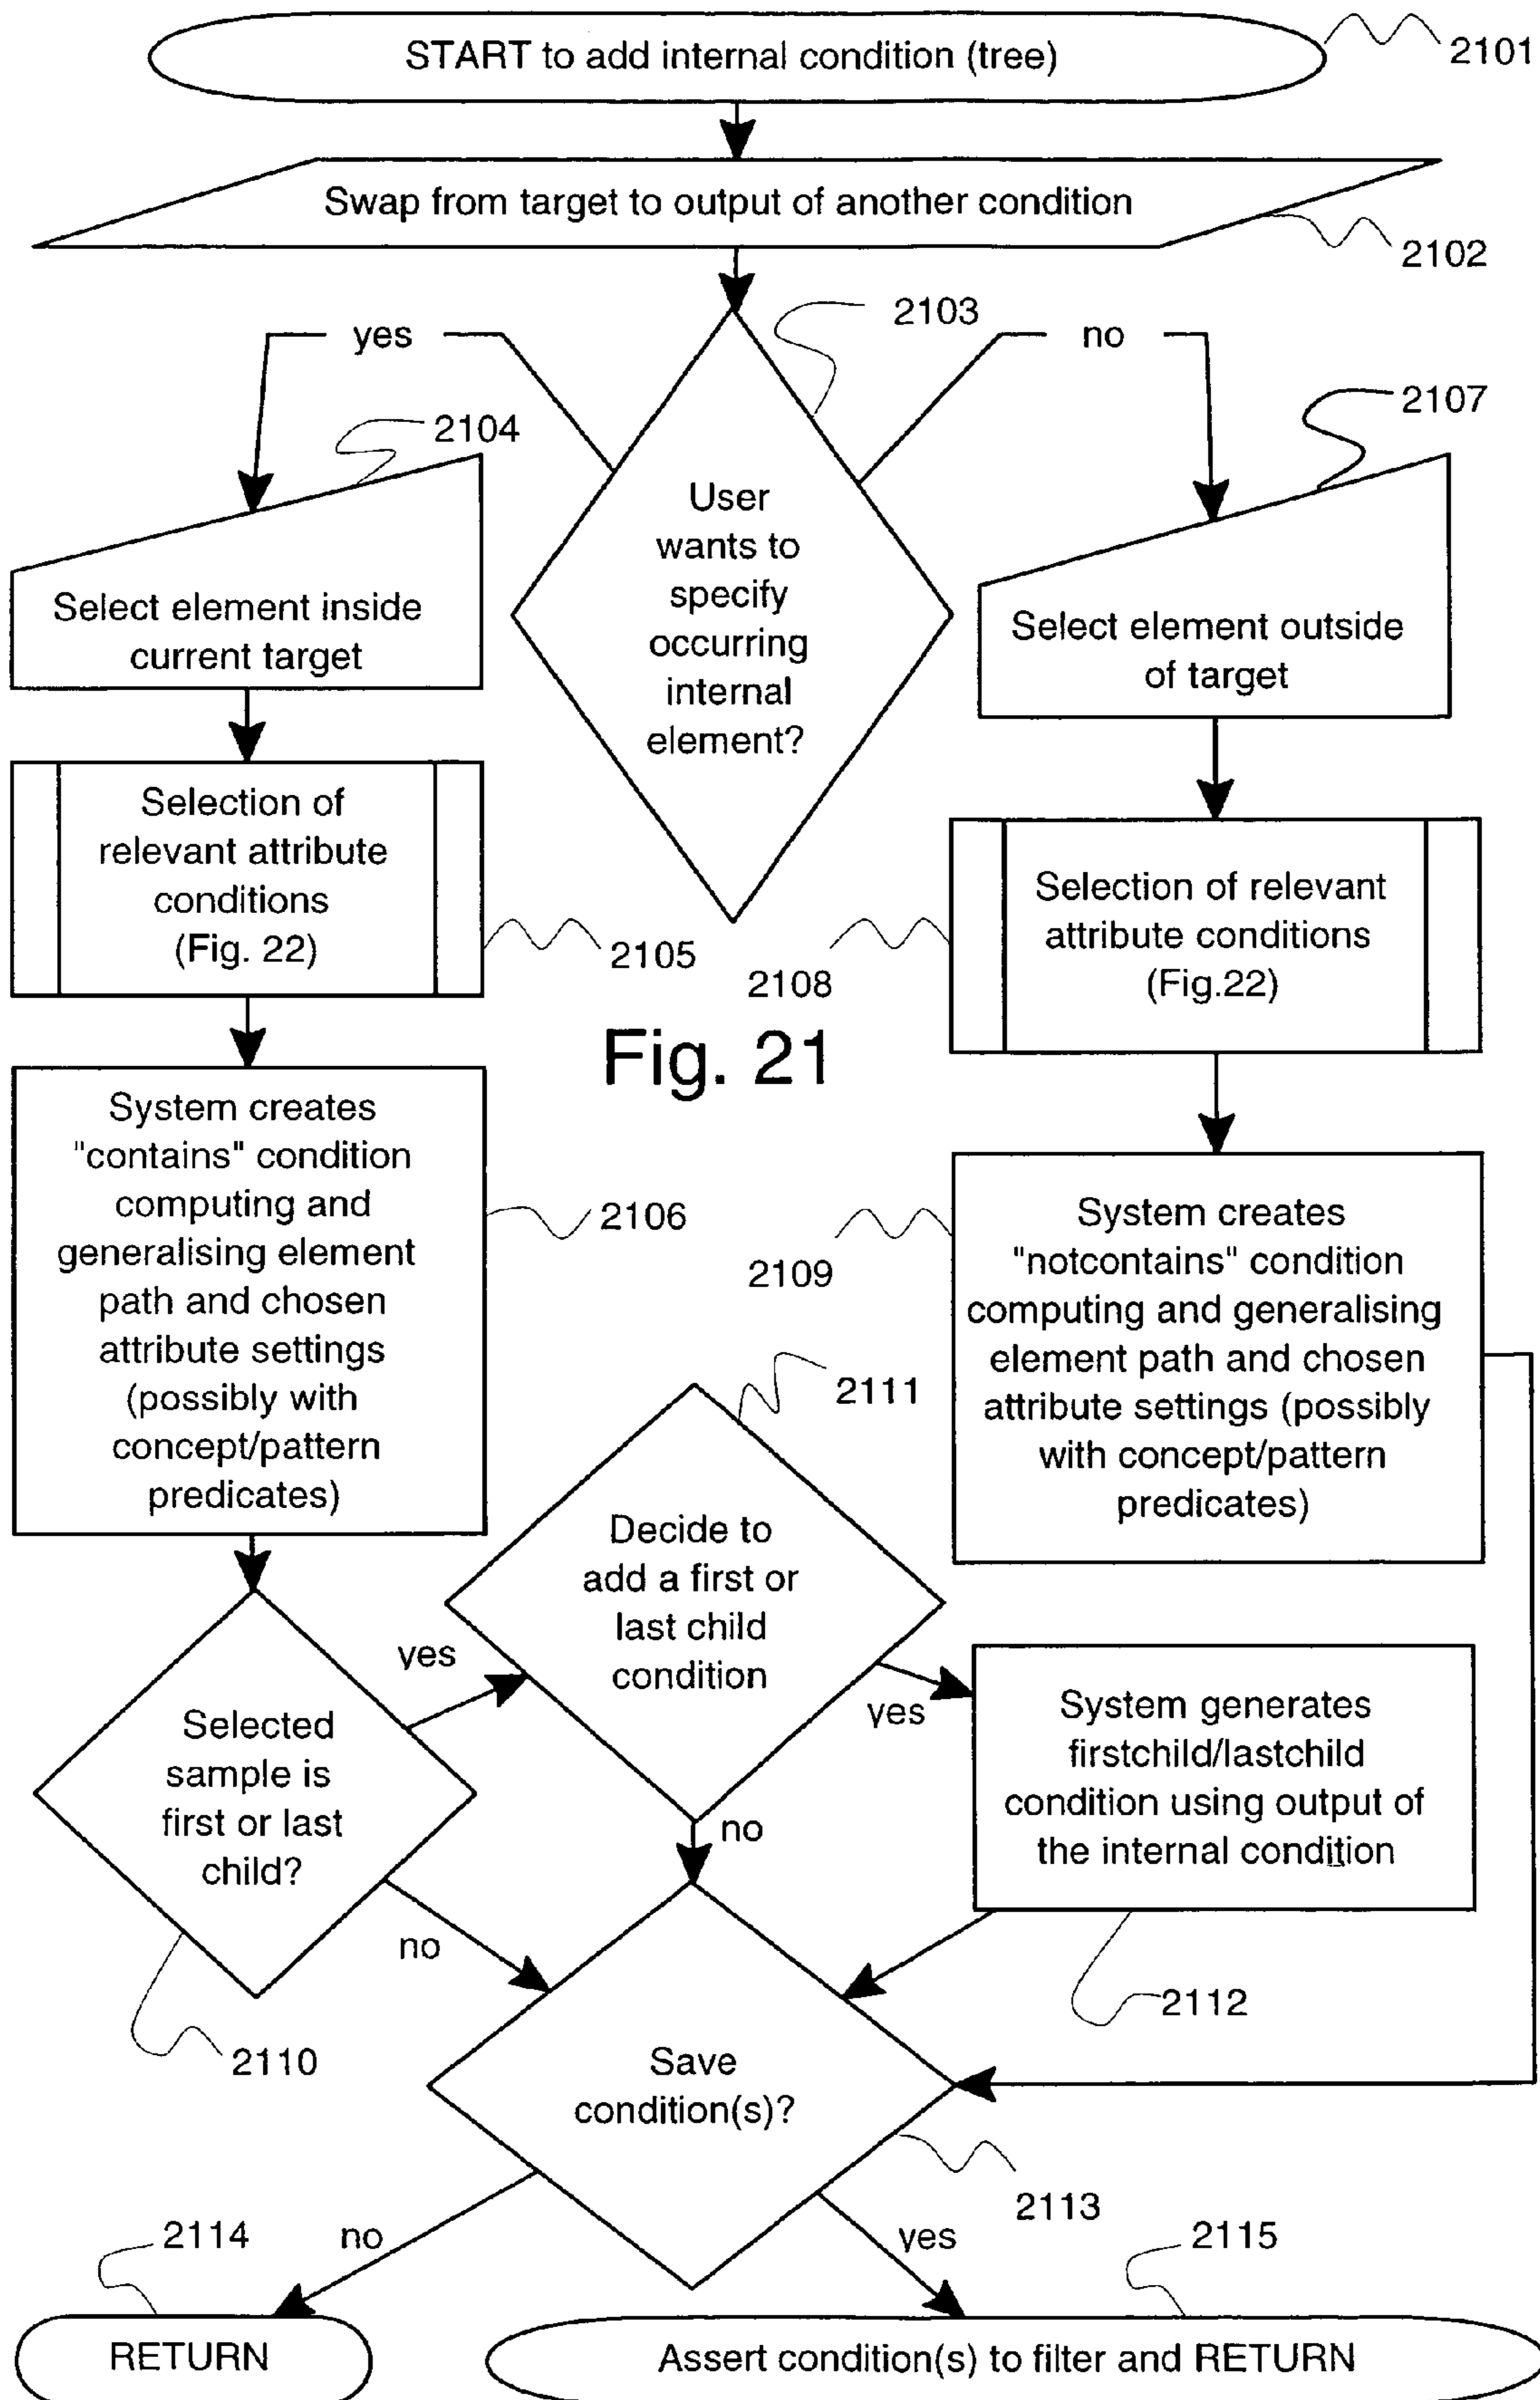 START to add internal condition (tree)
2101
Swap from target to output of another condition
2102
2103
yes
no
2104
2107
User
wants to
specify
occurring
internal
element?
Select element inside
current target
Select element outside
of target
Selection of
relevant attribute
conditions
(Fig. 22)
2105
2108
Selection of relevant
attribute conditions
(Fig.22)
Fig. 21
System creates
"contains" condition
computing and
generalising element
path and chosen
attribute settings
(possibly with
concept/pattern
predicates)
2106
2109
System creates
"notcontains" condition
computing and generalising
element path and chosen
attribute settings (possibly
with concept/pattern
predicates)
2111
Decide to
add a first or
last child
condition
yes
yes
Selected
sample is
first or last
child?
System generates
firstchild/lastchild
condition using output of
the internal condition
no
no
2110
2112
Save
condition(s)?
2113
2114
no
yes
2115
RETURN
Assert condition(s) to filter and RETURN